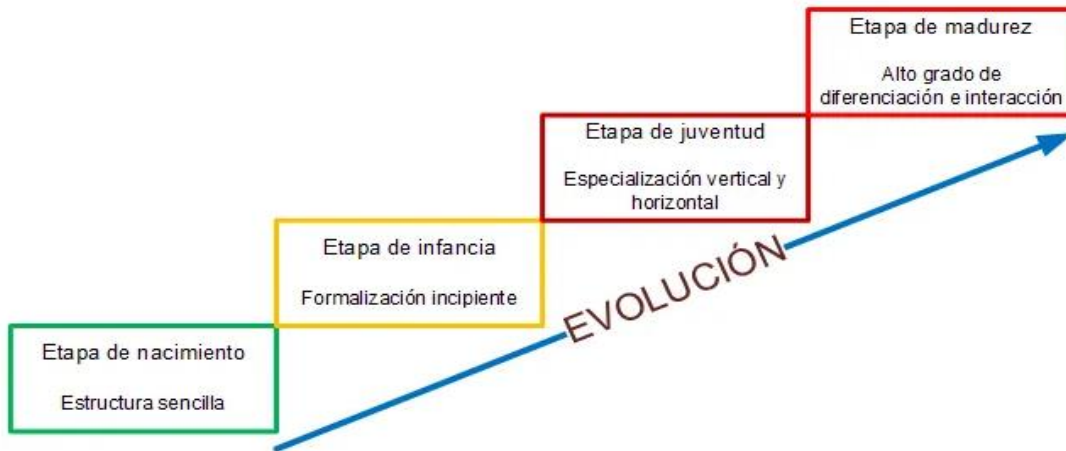 Etapa de madurez
Alto grado de
diferenciación e interacción
Etapa de juventud
Especialización vertical y
horizontal
Etapa de infancia
Formalización incipiente
Etapa de nacimiento
Estructura sencilla
EVOLUCIÓN